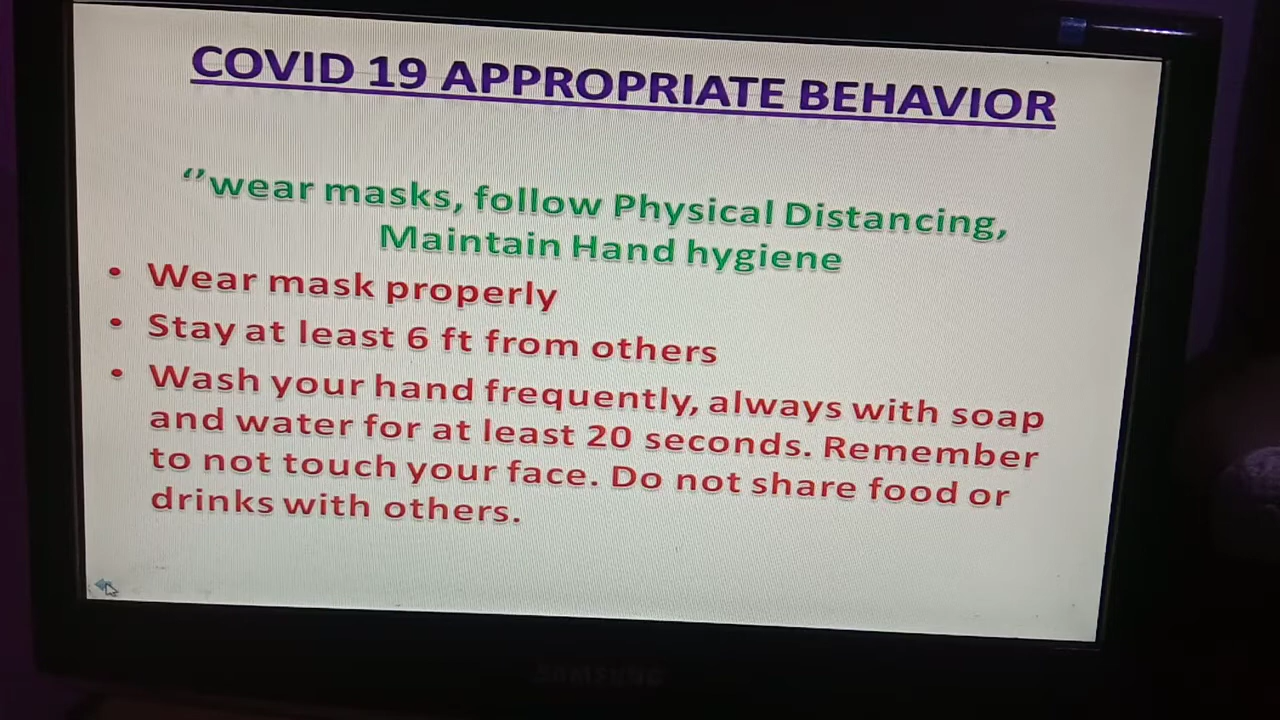 COVID 19 APPROPRIATE BEHAVIOR
‘’wear masks, follow Physical Distancing,
Maintain Hand hygiene
• Wear mask properly
• Stay at least 6 ft from others
• Wash your hand frequently, always with soap
and water for at least 20 seconds. Remember
to not touch your face. Do not share food or
drinks with others.
SAMSUNG